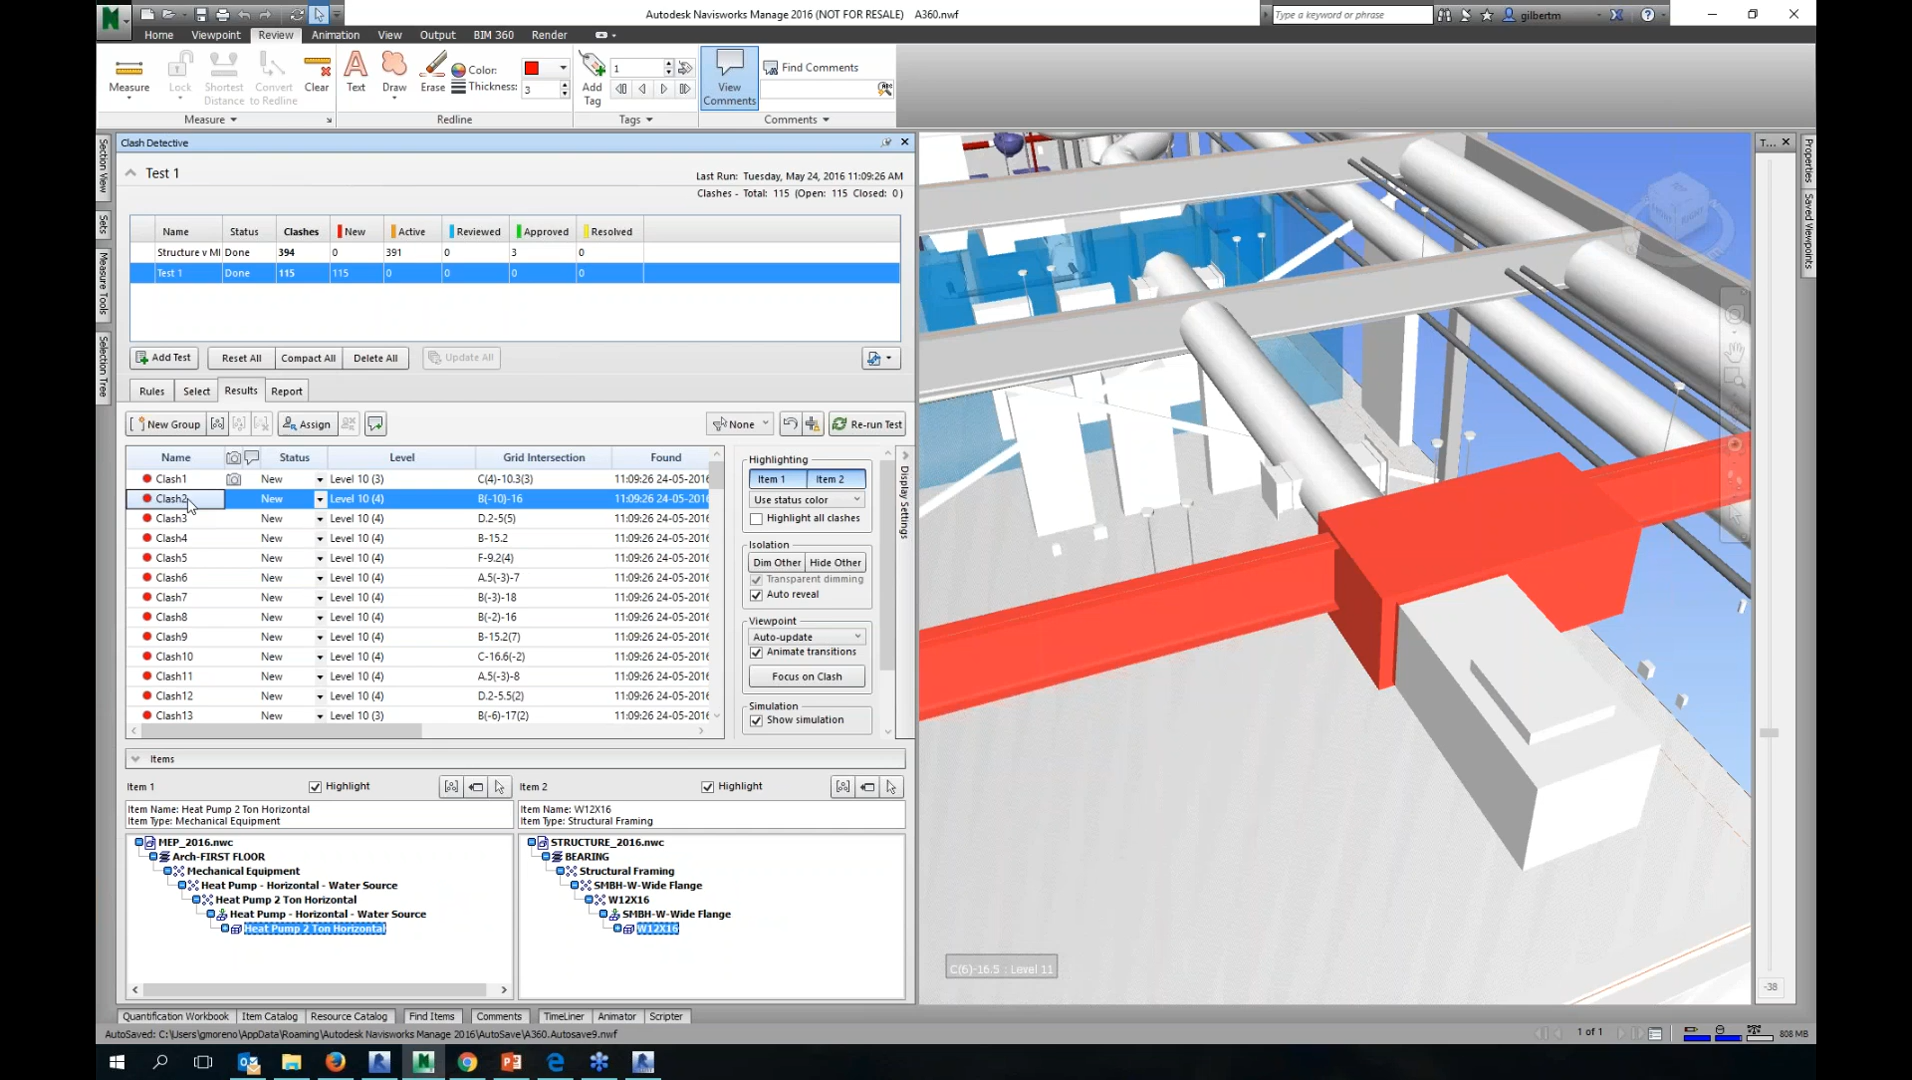 Autodesk Navisworks Manage 2016 (NOT FOR RESALE) A360.nwf
Type a keyword or phrase
gilbertm
Home Viewpoint Review Animation View Output BIM 360 Render
Measure Lock Shortest Distance Convert to Redline Clear
Text Draw Erase Color: Thickness: 3
Add Tag 1
View Comments Find Comments
Measure Redline Tags Comments
Section View
Sets
Measure Tools
Selection Tree
Clash Detective
Test 1
Last Run: Tuesday, May 24, 2016 11:09:26 AM
Clashes - Total: 115 (Open: 115 Closed: 0)
Name Status Clashes New Active Reviewed Approved Resolved
Structure v MI Done 394 0 391 0 3 0
Test 1 Done 115 115 0 0 0 0
Add Test Reset All Compact All Delete All Update All
Rules Select Results Report
New Group Assign None Re-run Test
Name Status Level Grid Intersection Found
Clash1 New Level 10 (3) C(4)-10.3(3) 11:09:26 24-05-2016
Clash2 New Level 10 (4) B(-10)-16 11:09:26 24-05-2016
Clash3 New Level 10 (4) D.2-5(5) 11:09:26 24-05-2016
Clash4 New Level 10 (4) B-15.2 11:09:26 24-05-2016
Clash5 New Level 10 (4) F-9.2(4) 11:09:26 24-05-2016
Clash6 New Level 10 (4) A.5(-3)-7 11:09:26 24-05-2016
Clash7 New Level 10 (4) B(-3)-18 11:09:26 24-05-2016
Clash8 New Level 10 (4) B(-2)-16 11:09:26 24-05-2016
Clash9 New Level 10 (4) B-15.2(7) 11:09:26 24-05-2016
Clash10 New Level 10 (4) C-16.6(-2) 11:09:26 24-05-2016
Clash11 New Level 10 (4) A.5(-3)-8 11:09:26 24-05-2016
Clash12 New Level 10 (4) D.2-5.5(2) 11:09:26 24-05-2016
Clash13 New Level 10 (3) B(-6)-17(2) 11:09:26 24-05-2016
Highlighting
Item 1 Item 2
Use status color
Highlight all clashes
Isolation
Dim Other Hide Other
Transparent dimming
Auto reveal
Viewpoint
Auto-update
Animate transitions
Focus on Clash
Simulation
Show simulation
Display Settings
Items
Item 1 Highlight
Item Name: Heat Pump 2 Ton Horizontal
Item Type: Mechanical Equipment
MEP_2016.nwc
Arch-FIRST FLOOR
Mechanical Equipment
Heat Pump - Horizontal - Water Source
Heat Pump 2 Ton Horizontal
Heat Pump - Horizontal - Water Source
Heat Pump 2 Ton Horizontal
Item 2 Highlight
Item Name: W12X16
Item Type: Structural Framing
STRUCTURE_2016.nwc
BEARING
Structural Framing
SMBH-W-Wide Flange
W12X16
SMBH-W-Wide Flange
W12X16
C(6)-16.5 : Level 11
RIGHT
T...
-38
Properties
Saved Viewpoints
Quantification Workbook Item Catalog Resource Catalog Find Items Comments TimeLiner Animator Scripter
AutoSaved: C:\Users\gmoreno\AppData\Roaming\Autodesk Navisworks Manage 2016\AutoSave\A360.Autosave9.nwf
1 of 1
808 MB